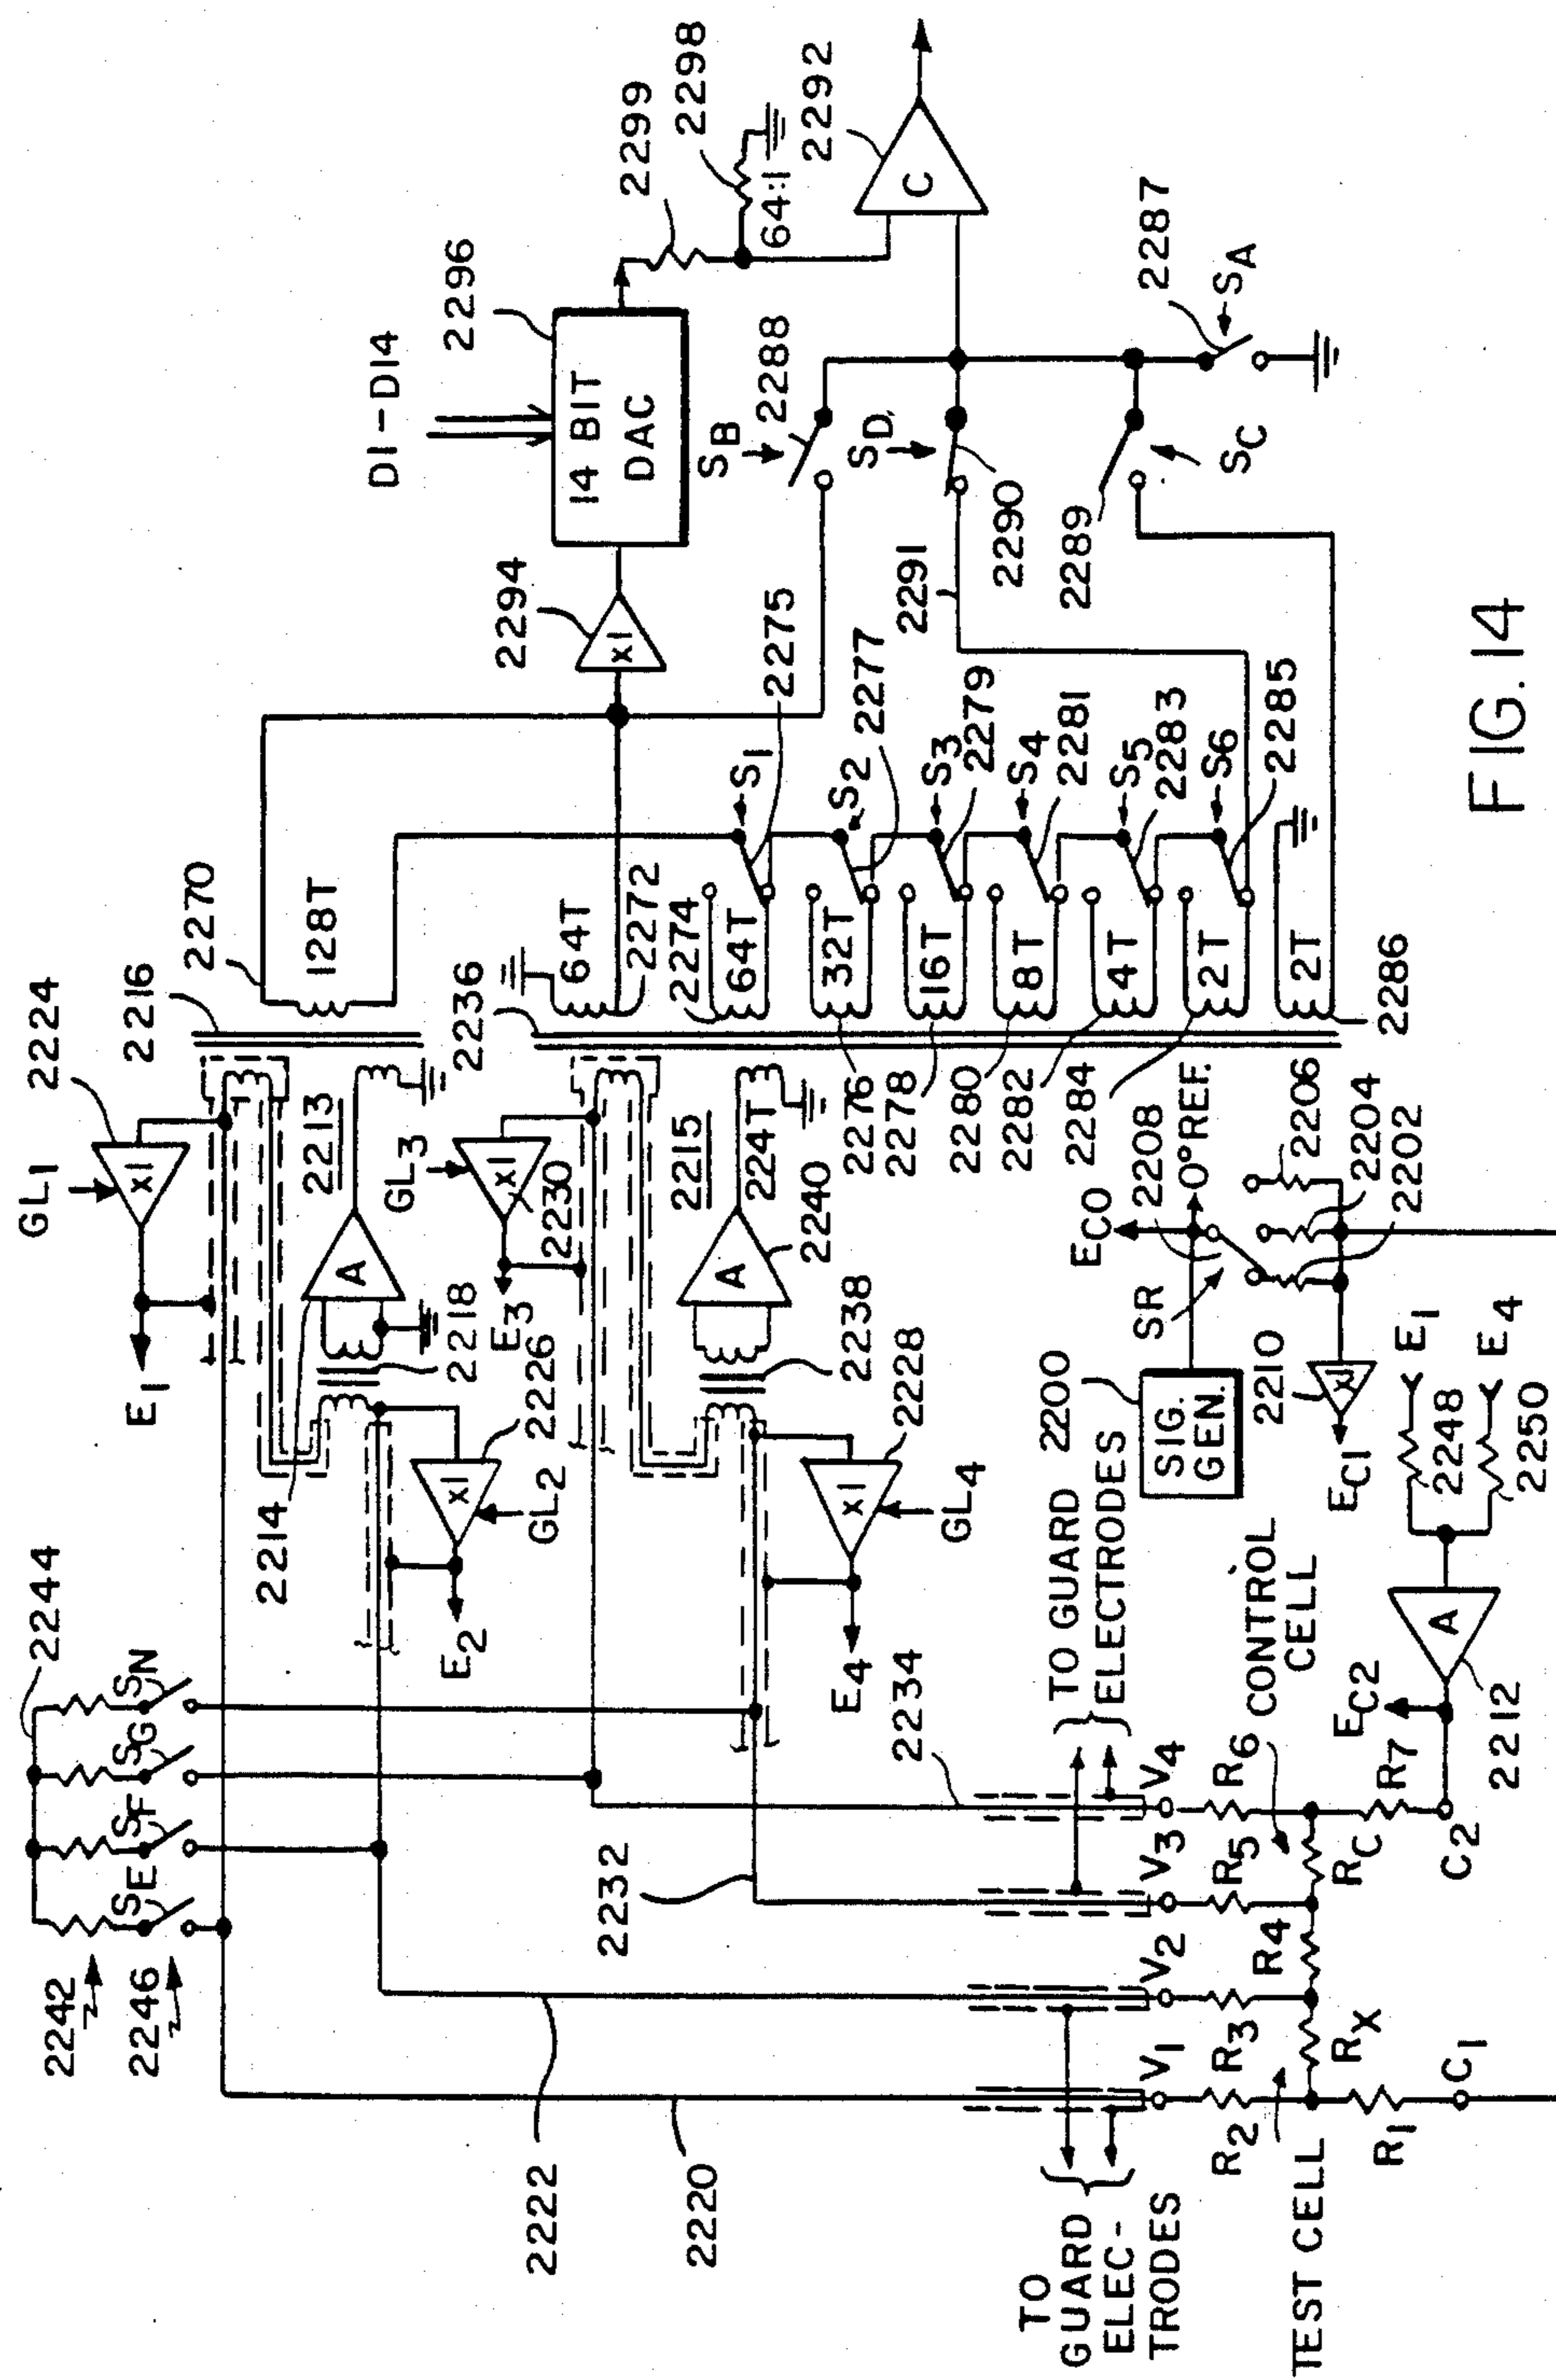 2244
GL1
2224
2216
2270
128T
D1-D14
2296
2299
2298
64:1
2292
14 BIT
DAC
C
2242
SE
SF
SG
SN
2246
E1
x1
2213
A
2214
2218
2226
x1
GL2
E2
2294
x1
SB
2288
SD
2290
2289
SC
2287
SA
GL3
x1
2230
E3
2236
64T
2272
2274
64T
S1
2275
32T
S2
2277
16T
S3
2279
8T
S4
2281
4T
S5
2283
2T
S6
2285
2T
2286
2291
2215
224T
A
2240
2238
2228
x1
GL4
E4
2276
2278
2280
2282
2284
2222
2220
2232
2234
TO GUARD
ELECTRODES
TO
GUARD
ELEC-
TRODES
2200
SIG.
GEN.
ECO
0°REF.
2208
SR
2206
2204
2202
2210
x1
EC1
V1
V2
V3
V4
R2
R3
R4
R5
R6
CONTROL
CELL
TEST CELL
RX
RC
R1
R7
C1
C2
EC2
A
2212
2248
E1
2250
E4
FIG. 14